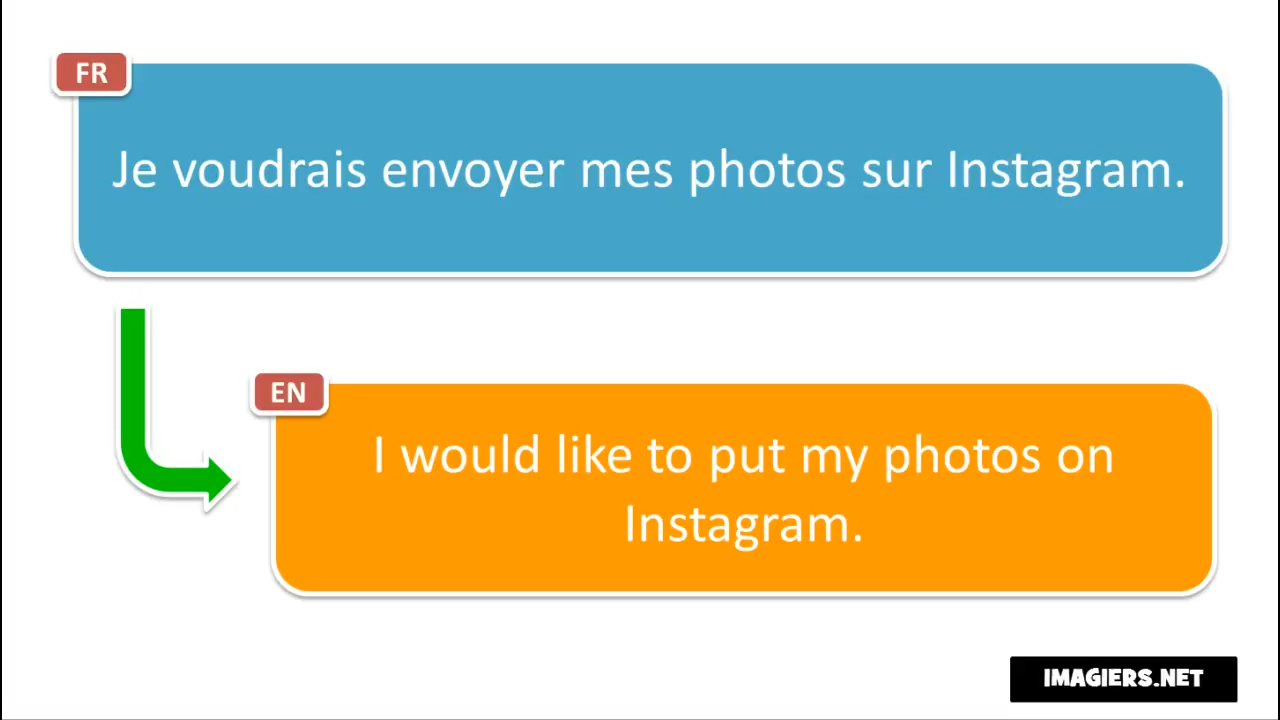 FR
Je voudrais envoyer mes photos sur Instagram.
EN
I would like to put my photos on
Instagram.
IMAGIERS.NET